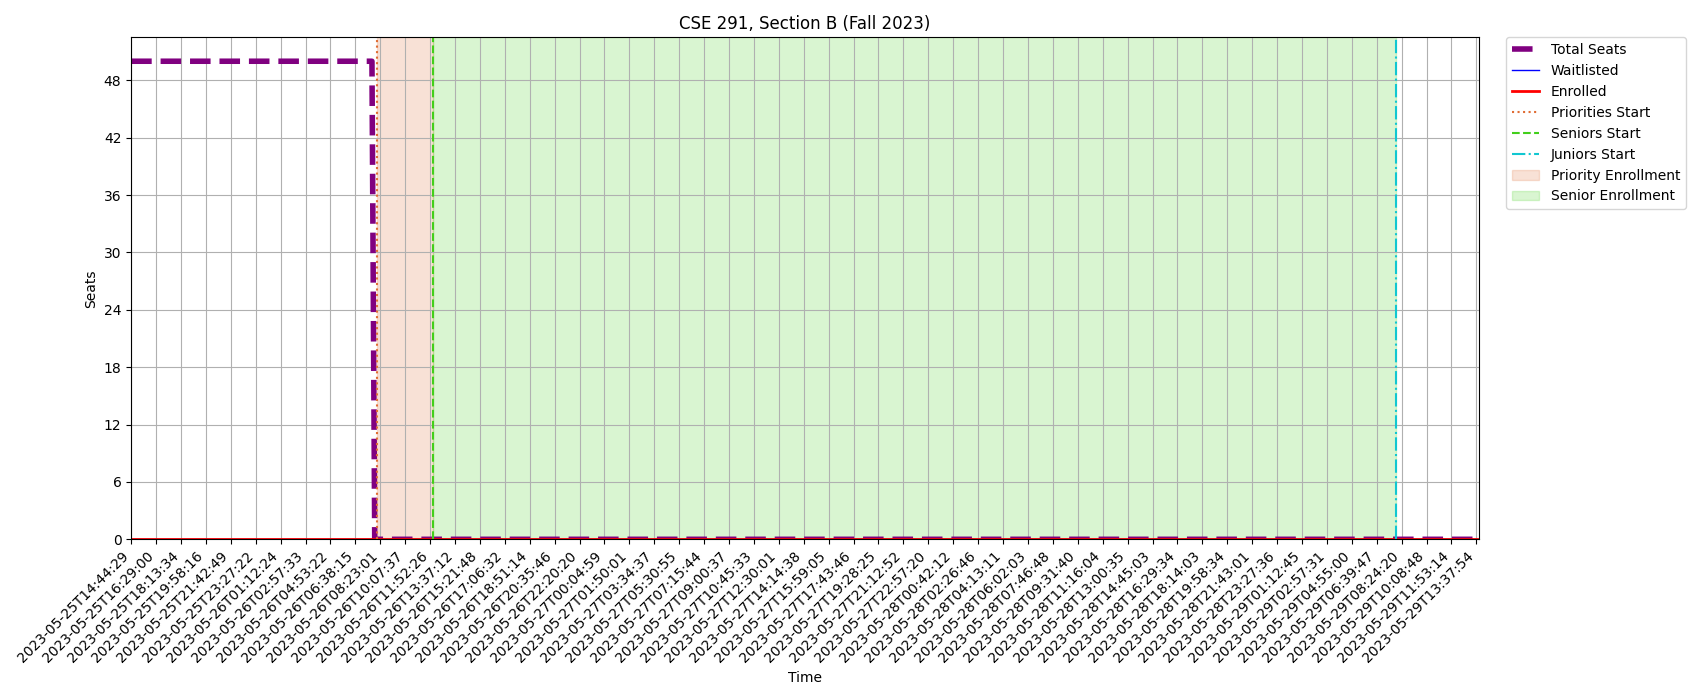 CSE 291, Section B (Fall 2023)
Total Seats
Waitlisted
Enrolled
Priorities Start
Seniors Start
Juniors Start
Priority Enrollment
Senior Enrollment
Seats
48
42
36
30
24
18
12
6
0
2023-05-25T14:44:29
2023-05-25T16:29:00
2023-05-25T18:13:34
2023-05-25T19:58:16
2023-05-25T21:42:49
2023-05-25T23:27:22
2023-05-26T01:12:24
2023-05-26T02:57:33
2023-05-26T04:53:22
2023-05-26T06:38:15
2023-05-26T08:23:01
2023-05-26T10:07:37
2023-05-26T11:52:26
2023-05-26T13:37:12
2023-05-26T15:21:48
2023-05-26T17:06:32
2023-05-26T18:51:14
2023-05-26T20:35:46
2023-05-26T22:20:20
2023-05-27T00:04:59
2023-05-27T01:50:01
2023-05-27T03:34:37
2023-05-27T05:30:55
2023-05-27T07:15:44
2023-05-27T09:00:37
2023-05-27T10:45:33
2023-05-27T12:30:01
2023-05-27T14:14:38
2023-05-27T15:59:05
2023-05-27T17:43:46
2023-05-27T19:28:25
2023-05-27T21:12:52
2023-05-27T22:57:20
2023-05-28T00:42:12
2023-05-28T02:26:46
2023-05-28T04:13:11
2023-05-28T06:02:03
2023-05-28T07:46:48
2023-05-28T09:31:40
2023-05-28T11:16:04
2023-05-28T13:00:35
2023-05-28T14:45:03
2023-05-28T16:29:34
2023-05-28T18:14:03
2023-05-28T19:58:34
2023-05-28T21:43:01
2023-05-28T23:27:36
2023-05-29T01:12:45
2023-05-29T02:57:31
2023-05-29T04:55:00
2023-05-29T06:39:47
2023-05-29T08:24:20
2023-05-29T10:08:48
2023-05-29T11:53:14
2023-05-29T13:37:54
Time